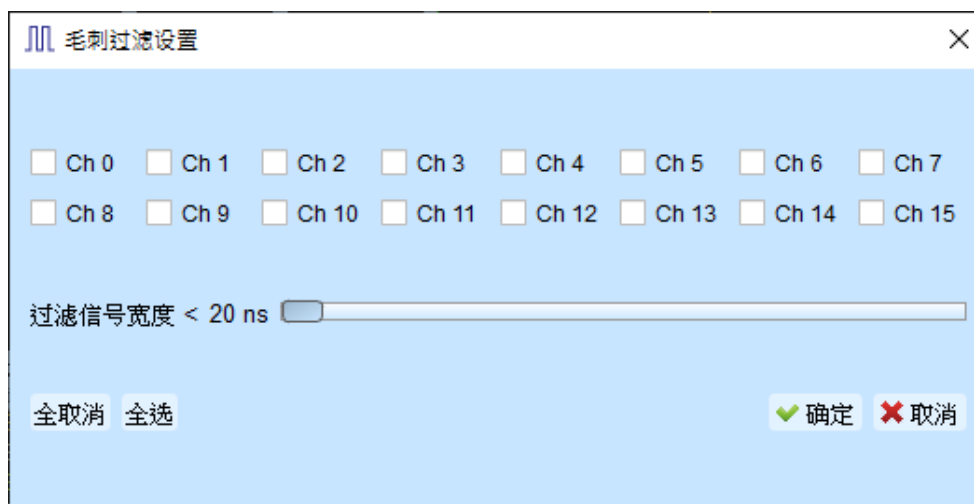 毛刺过滤设置
Ch 0 Ch 1 Ch 2 Ch 3 Ch 4 Ch 5 Ch 6 Ch 7
Ch 8 Ch 9 Ch 10 Ch 11 Ch 12 Ch 13 Ch 14 Ch 15
过滤信号宽度 < 20 ns
全取消 全选 确定 取消